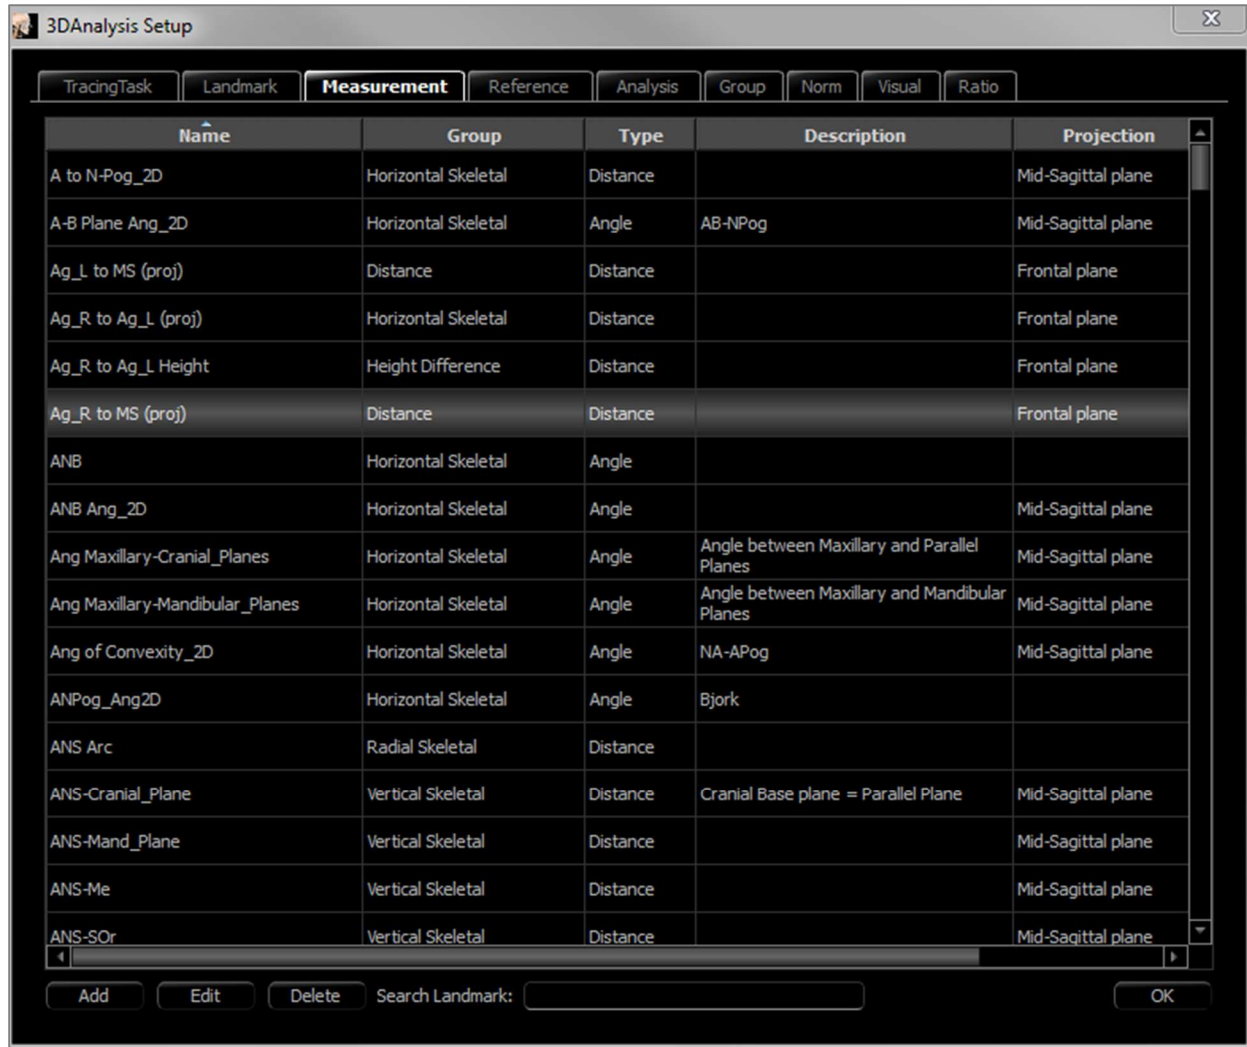 3DAnalysis Setup
TracingTask Landmark Measurement Reference Analysis Group Norm Visual Ratio
Name Group Type Description Projection
A to N-Pog_2D Horizontal Skeletal Distance Mid-Sagittal plane
A-B Plane Ang_2D Horizontal Skeletal Angle AB-NPog Mid-Sagittal plane
Ag_L to MS (proj) Distance Distance Frontal plane
Ag_R to Ag_L (proj) Horizontal Skeletal Distance Frontal plane
Ag_R to Ag_L Height Height Difference Distance Frontal plane
Ag_R to MS (proj) Distance Distance Frontal plane
ANB Horizontal Skeletal Angle
ANB Ang_2D Horizontal Skeletal Angle Mid-Sagittal plane
Ang Maxillary-Cranial_Planes Horizontal Skeletal Angle Angle between Maxillary and Parallel Mid-Sagittal plane
Planes
Ang Maxillary-Mandibular_Planes Horizontal Skeletal Angle Angle between Maxillary and Mandibular Mid-Sagittal plane
Planes
Ang of Convexity_2D Horizontal Skeletal Angle NA-APog Mid-Sagittal plane
ANPog_Ang2D Horizontal Skeletal Angle Bjork
ANS Arc Radial Skeletal Distance
ANS-Cranial_Plane Vertical Skeletal Distance Cranial Base plane = Parallel Plane Mid-Sagittal plane
ANS-Mand_Plane Vertical Skeletal Distance Mid-Sagittal plane
ANS-Me Vertical Skeletal Distance Mid-Sagittal plane
ANS-SOr Vertical Skeletal Distance Mid-Sagittal plane
Add Edit Delete Search Landmark: OK